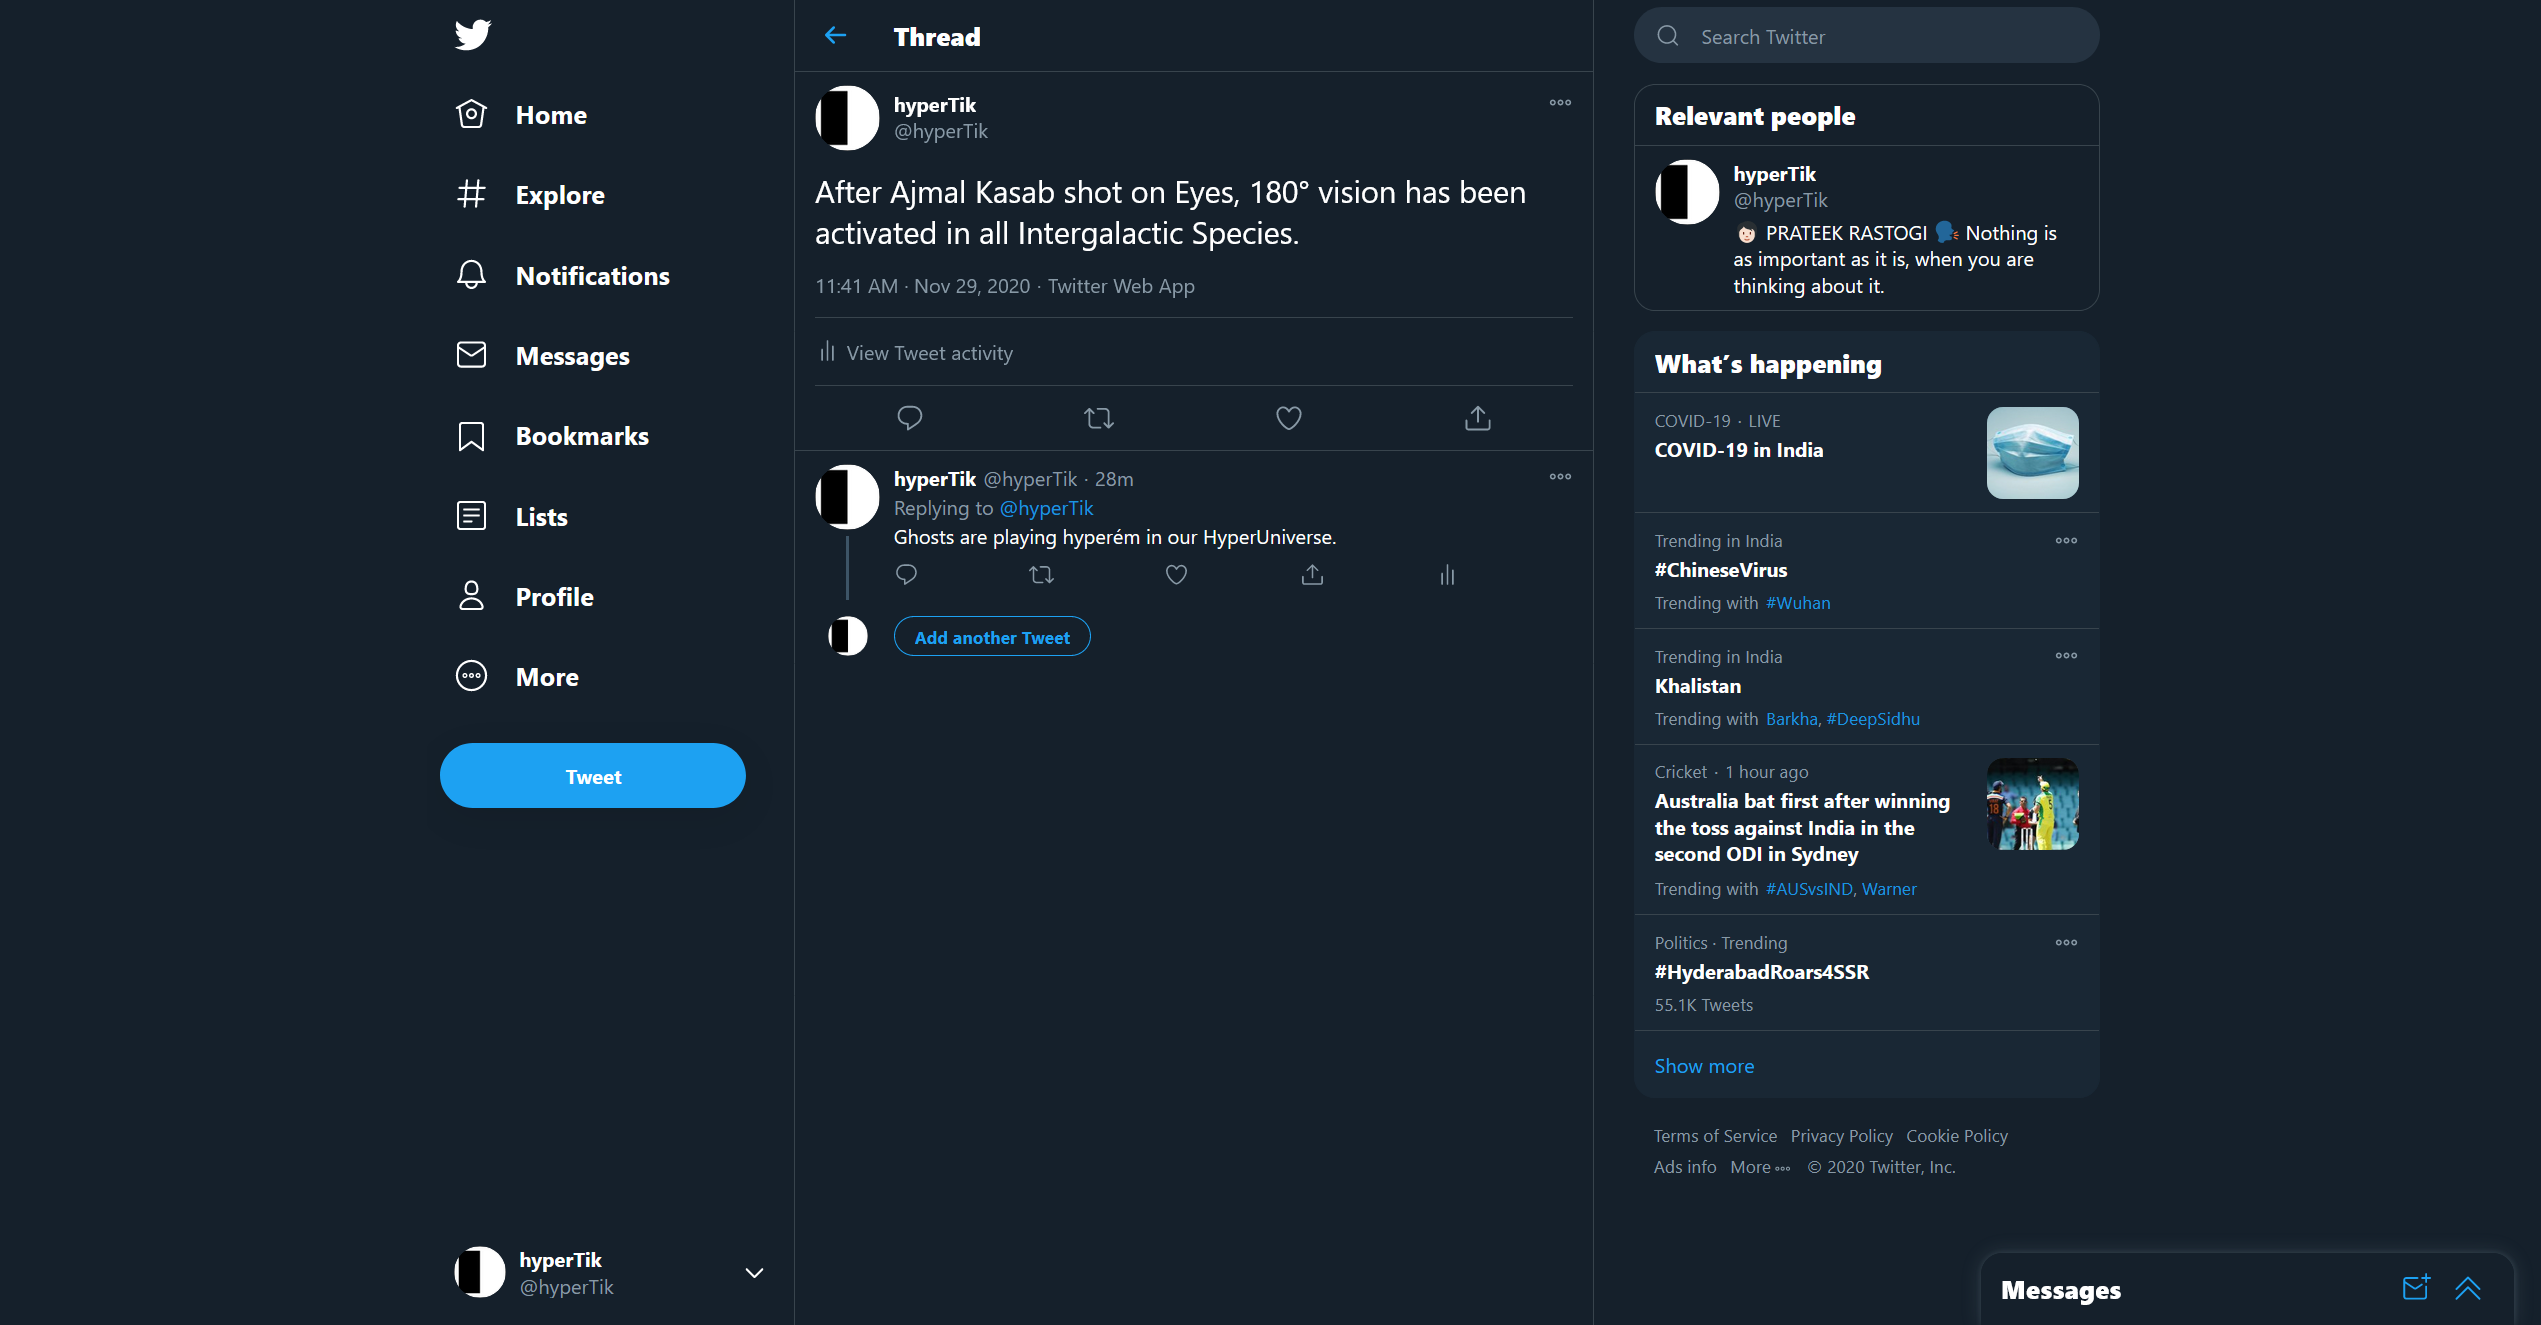 Home
Explore
Notifications
Messages
Bookmarks
Lists
Profile
More
Tweet
hyperTik
@hyperTik
Thread
hyperTik
@hyperTik
After Ajmal Kasab shot on Eyes, 180° vision has been
activated in all Intergalactic Species.
11:41 AM · Nov 29, 2020 · Twitter Web App
View Tweet activity
hyperTik @hyperTik · 28m
Replying to @hyperTik
Ghosts are playing hyperém in our HyperUniverse.
Add another Tweet
Search Twitter
Relevant people
hyperTik
@hyperTik
PRATEEK RASTOGI Nothing is
as important as it is, when you are
thinking about it.
What's happening
COVID-19 · LIVE
COVID-19 in India
Trending in India
#ChineseVirus
Trending with #Wuhan
Trending in India
Khalistan
Trending with Barkha, #DeepSidhu
Cricket · 1 hour ago
Australia bat first after winning
the toss against India in the
second ODI in Sydney
Trending with #AUSvsIND, Warner
18
5
Politics · Trending
#HyderabadRoars4SSR
55.1K Tweets
Show more
Terms of Service Privacy Policy Cookie Policy
Ads info More © 2020 Twitter, Inc.
Messages